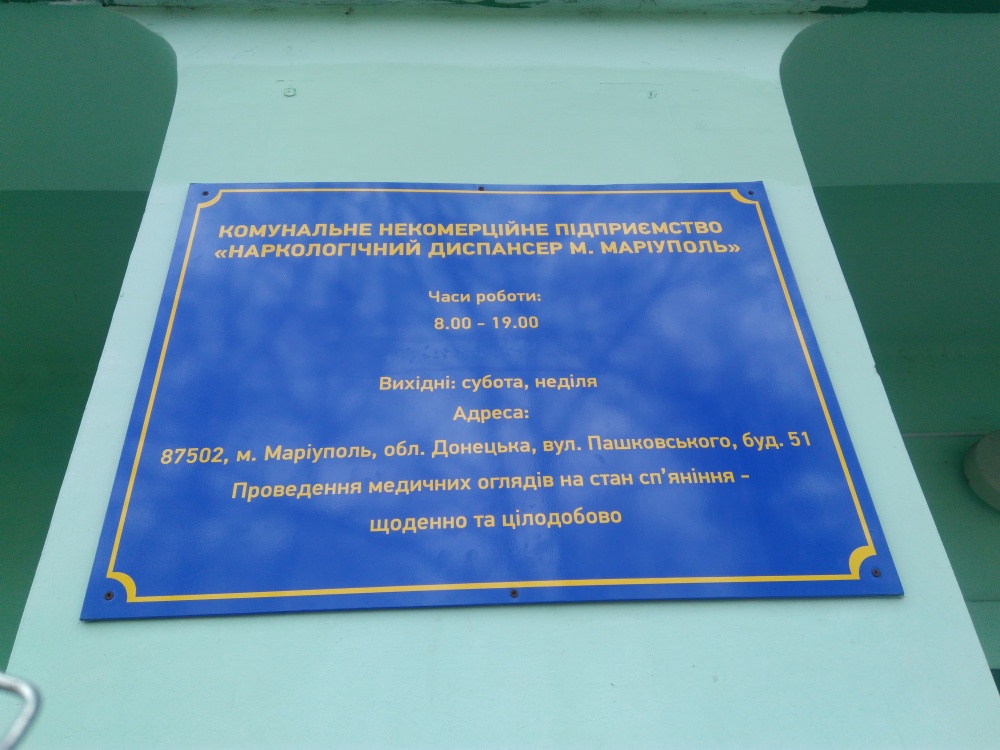 КОМУНАЛЬНЕ НЕКОМЕРЦІЙНЕ ПІДПРИЄМСТВО
«НАРКОЛОГІЧНИЙ ДИСПАНСЕР М. МАРІУПОЛЬ»
Часи роботи:
8.00 - 19.00
Вихідні: субота, неділя
Адреса:
87502, м. Маріуполь, обл. Донецька, вул. Пашковського, буд. 51
Проведення медичних оглядів на стан сп’яніння -
щоденно та цілодобово